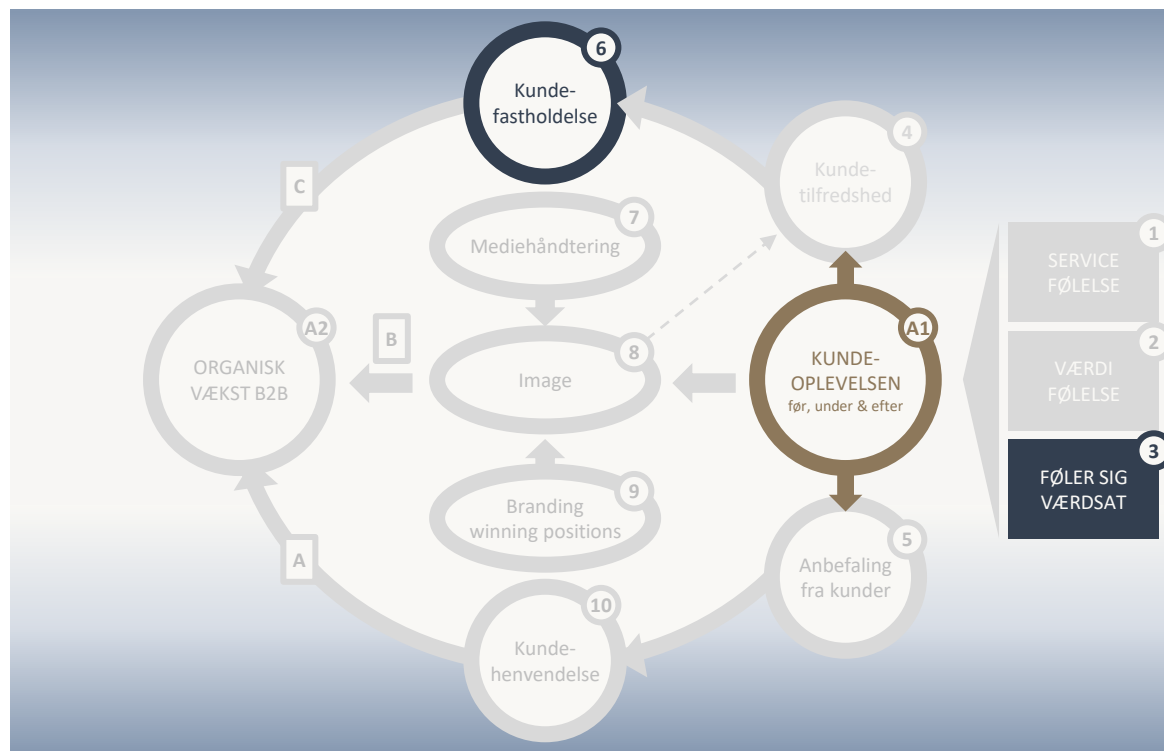 6
Kunde-
fastholdelse
4
Kunde-
tilfredshed
C
7
Mediehåndtering
1
SERVICE
FØLELSE
A2
ORGANISK
VÆKST B2B
B
8
Image
A1
KUNDE-
OPLEVELSEN
før, under & efter
2
VÆRDI
FØLELSE
3
FØLER SIG
VÆRDSAT
9
Branding
winning positions
A
5
Anbefaling
fra kunder
10
Kunde-
henvendelse